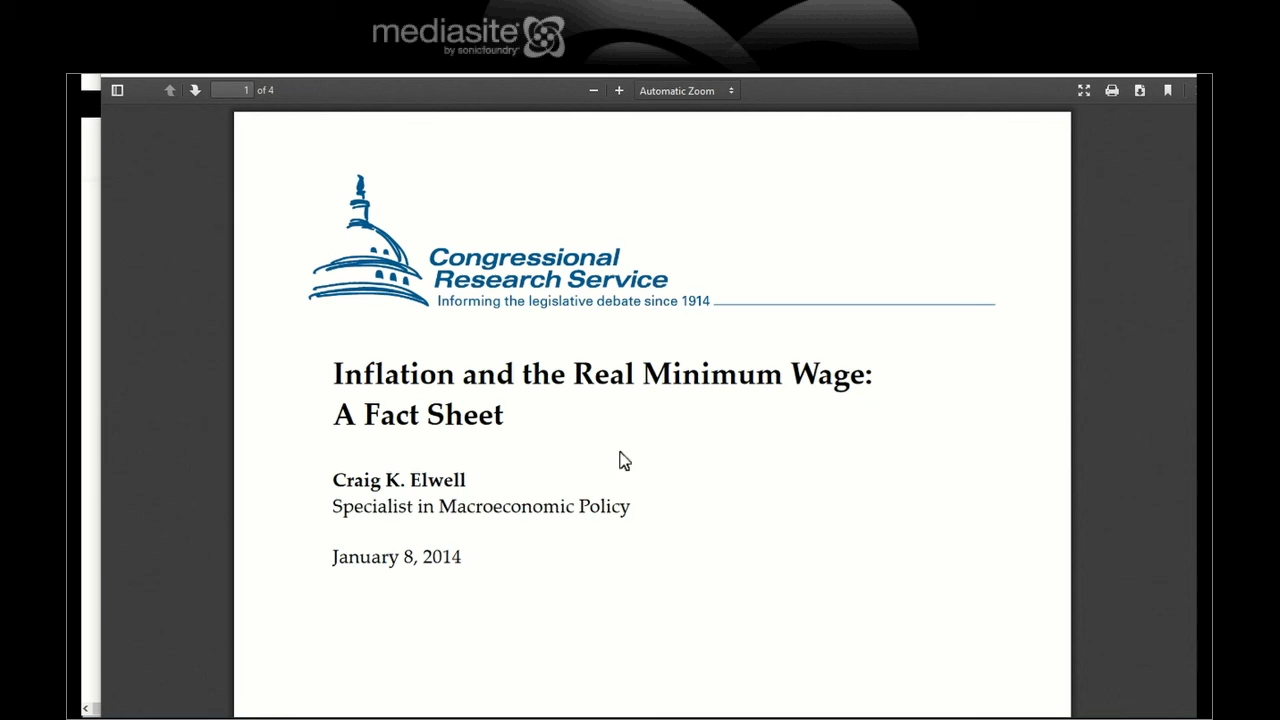 mediasite
by sonicfoundry
1 of 4
Automatic Zoom
Congressional
Research Service
Informing the legislative debate since 1914
Inflation and the Real Minimum Wage:
A Fact Sheet
Craig K. Elwell
Specialist in Macroeconomic Policy
January 8, 2014